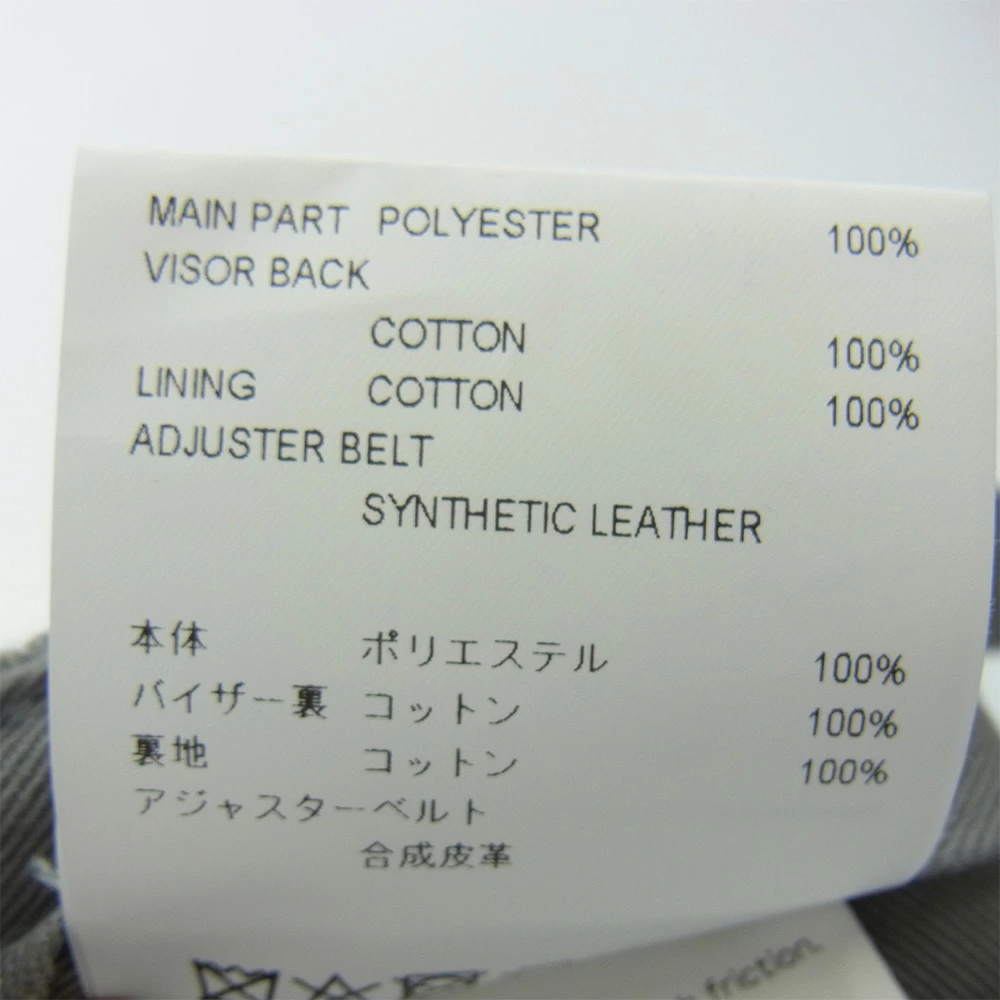 MAIN PART POLYESTER 100%
VISOR BACK
COTTON 100%
LINING COTTON 100%
ADJUSTER BELT
SYNTHETIC LEATHER
本体 ポリエステル 100%
バイザー裏 コットン 100%
裏地 コットン 100%
アジャスターベルト
合成皮革
friction.